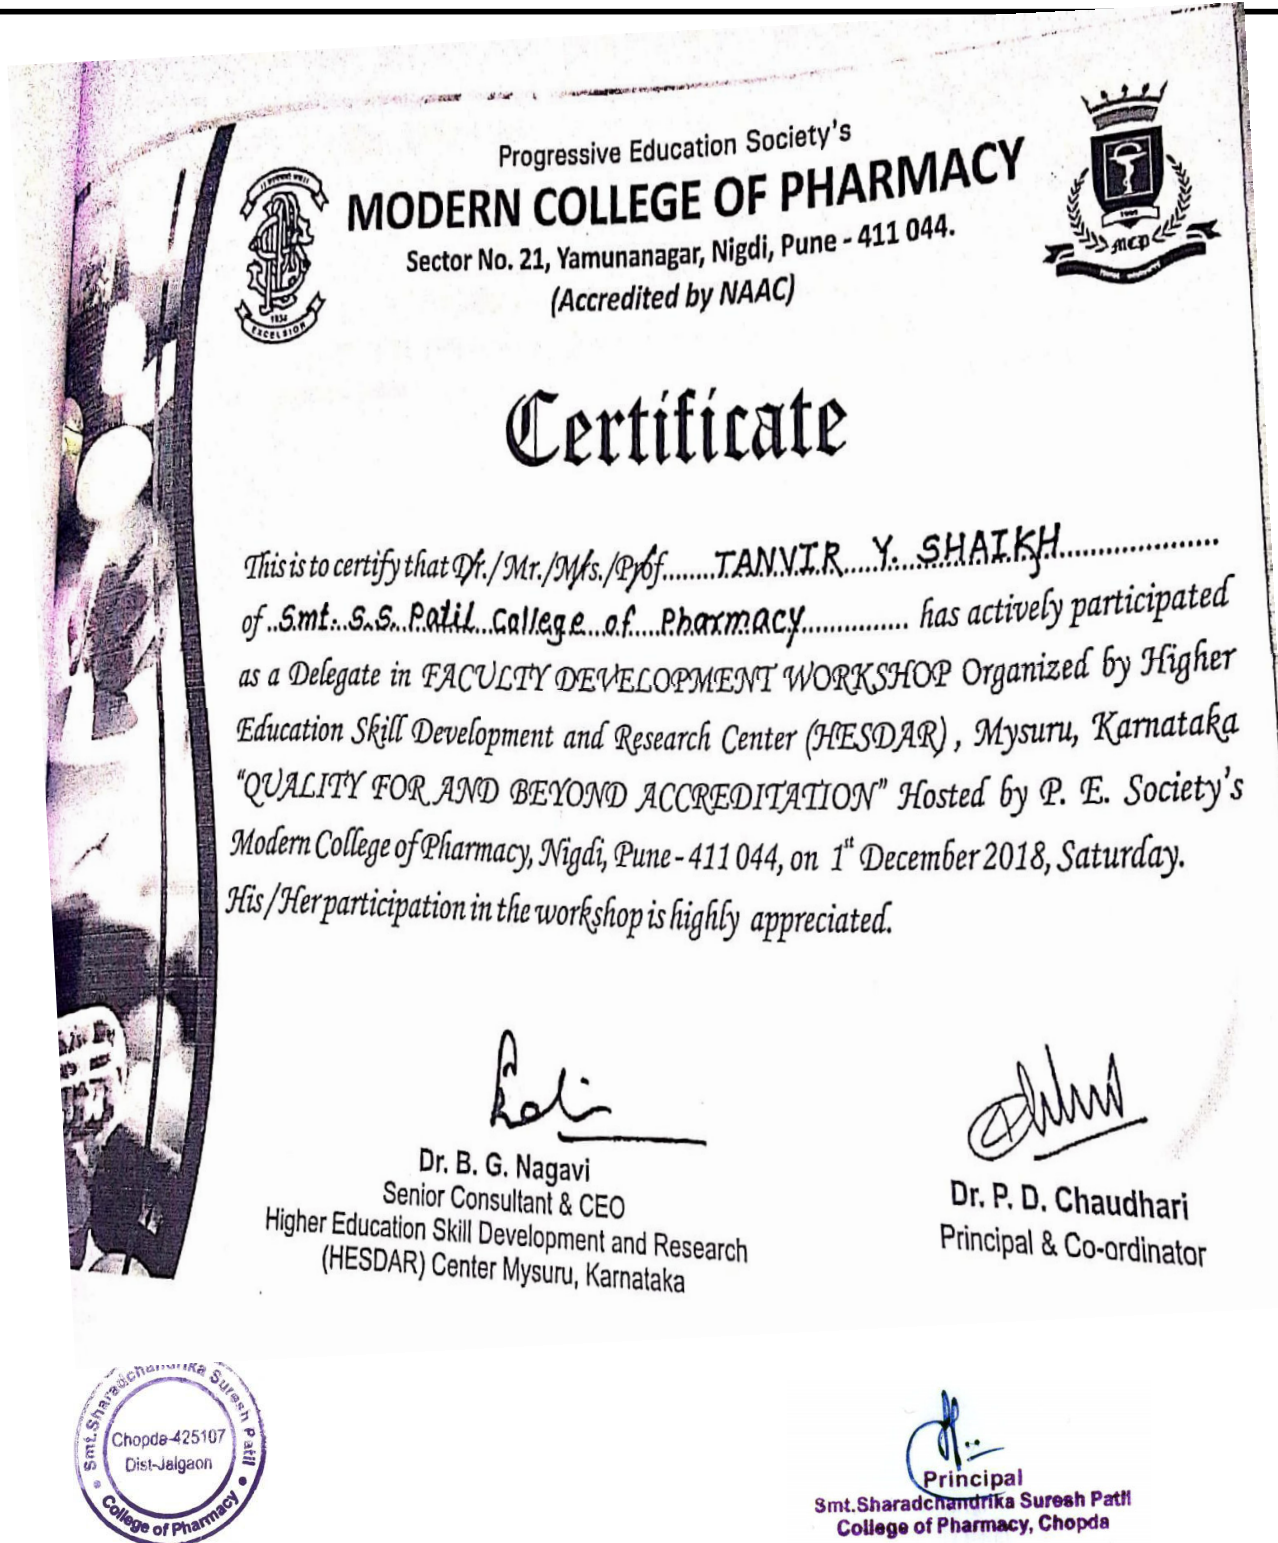 Progressive Education Society's
MODERN COLLEGE OF PHARMACY
Sector No. 21, Yamunanagar, Nigdi, Pune - 411 044.
(Accredited by NAAC)
1934
EXCELSIOR
MCP
Certificate
This is to certify that Dr./Mr./Mrs./Prof........TANVIR Y. SHAIKH....................
of Smt. S.S. Patil College of Pharmacy.............. has actively participated
as a Delegate in FACULTY DEVELOPMENT WORKSHOP Organized by Higher
Education Skill Development and Research Center (HESDAR) , Mysuru, Karnataka
"QUALITY FOR AND BEYOND ACCREDITATION" Hosted by P. E. Society's
Modern College of Pharmacy, Nigdi, Pune - 411 044, on 1st December 2018, Saturday.
His/Her participation in the workshop is highly appreciated.
Dr. B. G. Nagavi
Senior Consultant & CEO
Higher Education Skill Development and Research
(HESDAR) Center Mysuru, Karnataka
Dr. P. D. Chaudhari
Principal & Co-ordinator
Smt.Sharadchandrika Suresh Patil
Chopda-425107
Dist-Jalgaon
College of Pharmacy
Principal
Smt.Sharadchandrika Suresh Patil
College of Pharmacy, Chopda